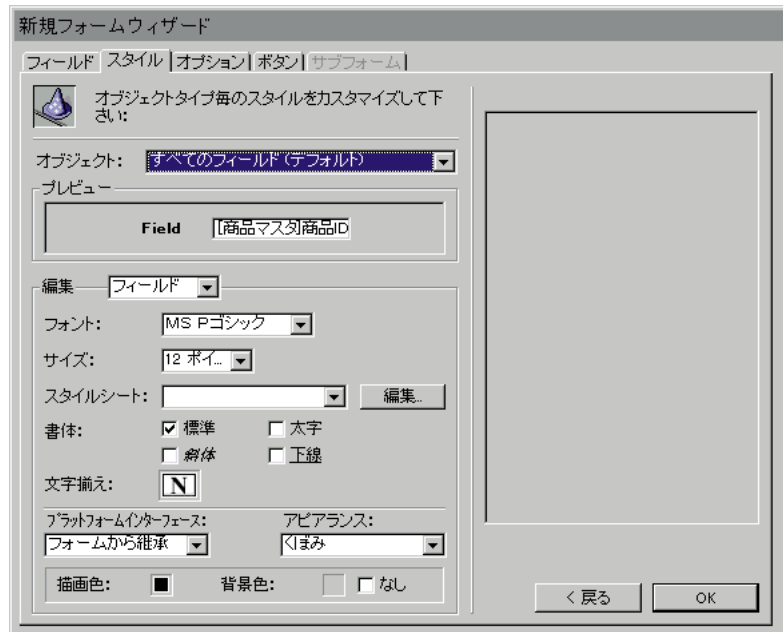 新規フォームウィザード
フィールド スタイル オプション ボタン サブフォーム
オブジェクトタイプ毎のスタイルをカスタマイズして下
さい:
オブジェクト: すべてのフィールド(デフォルト)
プレビュー
Field [商品マスタ]商品ID
編集 フィールド
フォント: MS Pゴシック
サイズ: 12 ポイ...
スタイルシート: 編集...
書体: 標準 太字
斜体 下線
文字揃え: N
プラットフォームインターフェース: アピアランス:
フォームから継承 くぼみ
描画色: 背景色: なし
< 戻る OK